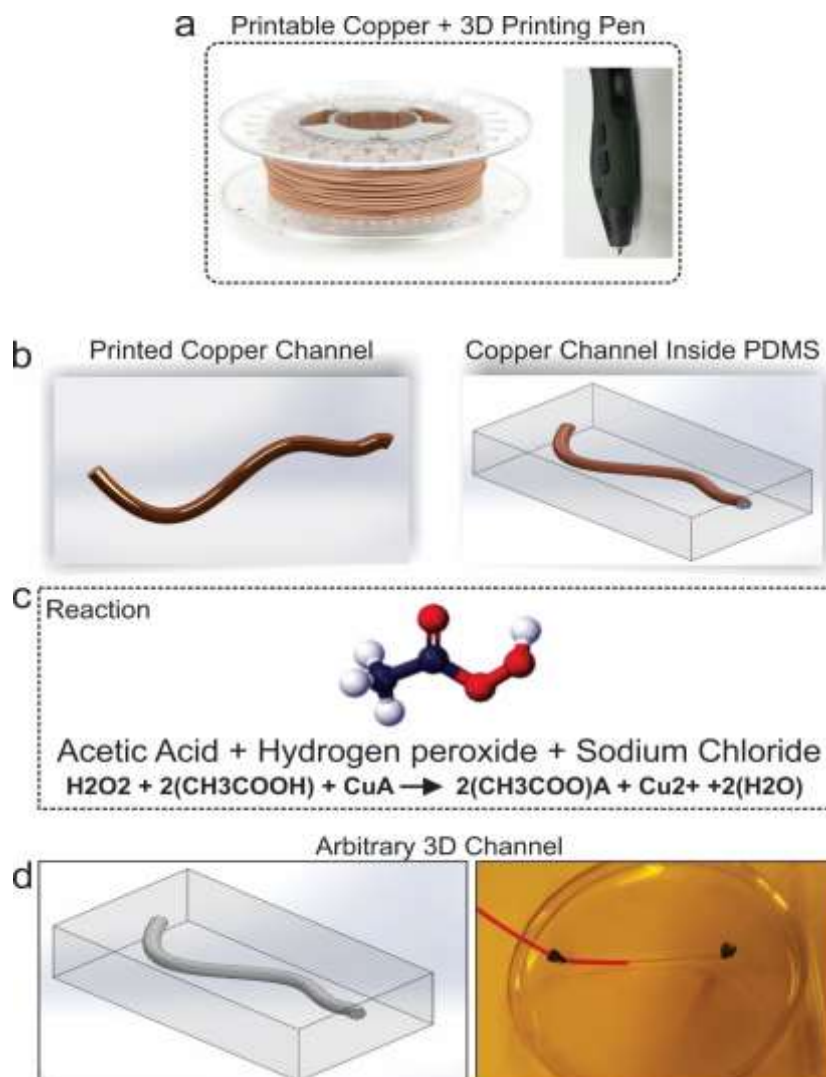 a Printable Copper + 3D Printing Pen
b Printed Copper Channel
Copper Channel Inside PDMS
c Reaction
Acetic Acid + Hydrogen peroxide + Sodium Chloride
H2O2 + 2(CH3COOH) + CuA → 2(CH3COO)A + Cu2+ +2(H2O)
Arbitrary 3D Channel
d